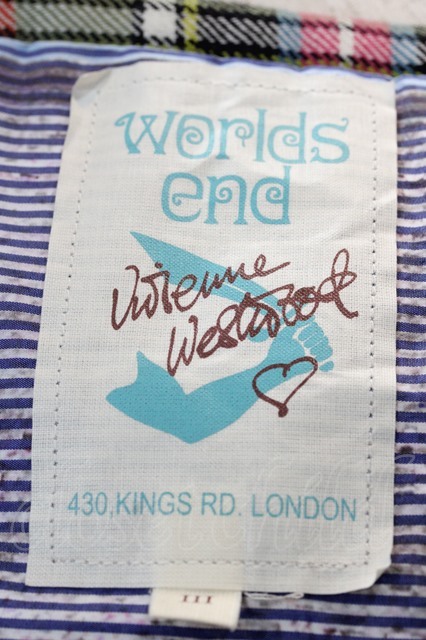 worlds
end
Vivienne
Westwood
430,KINGS RD. LONDON
III